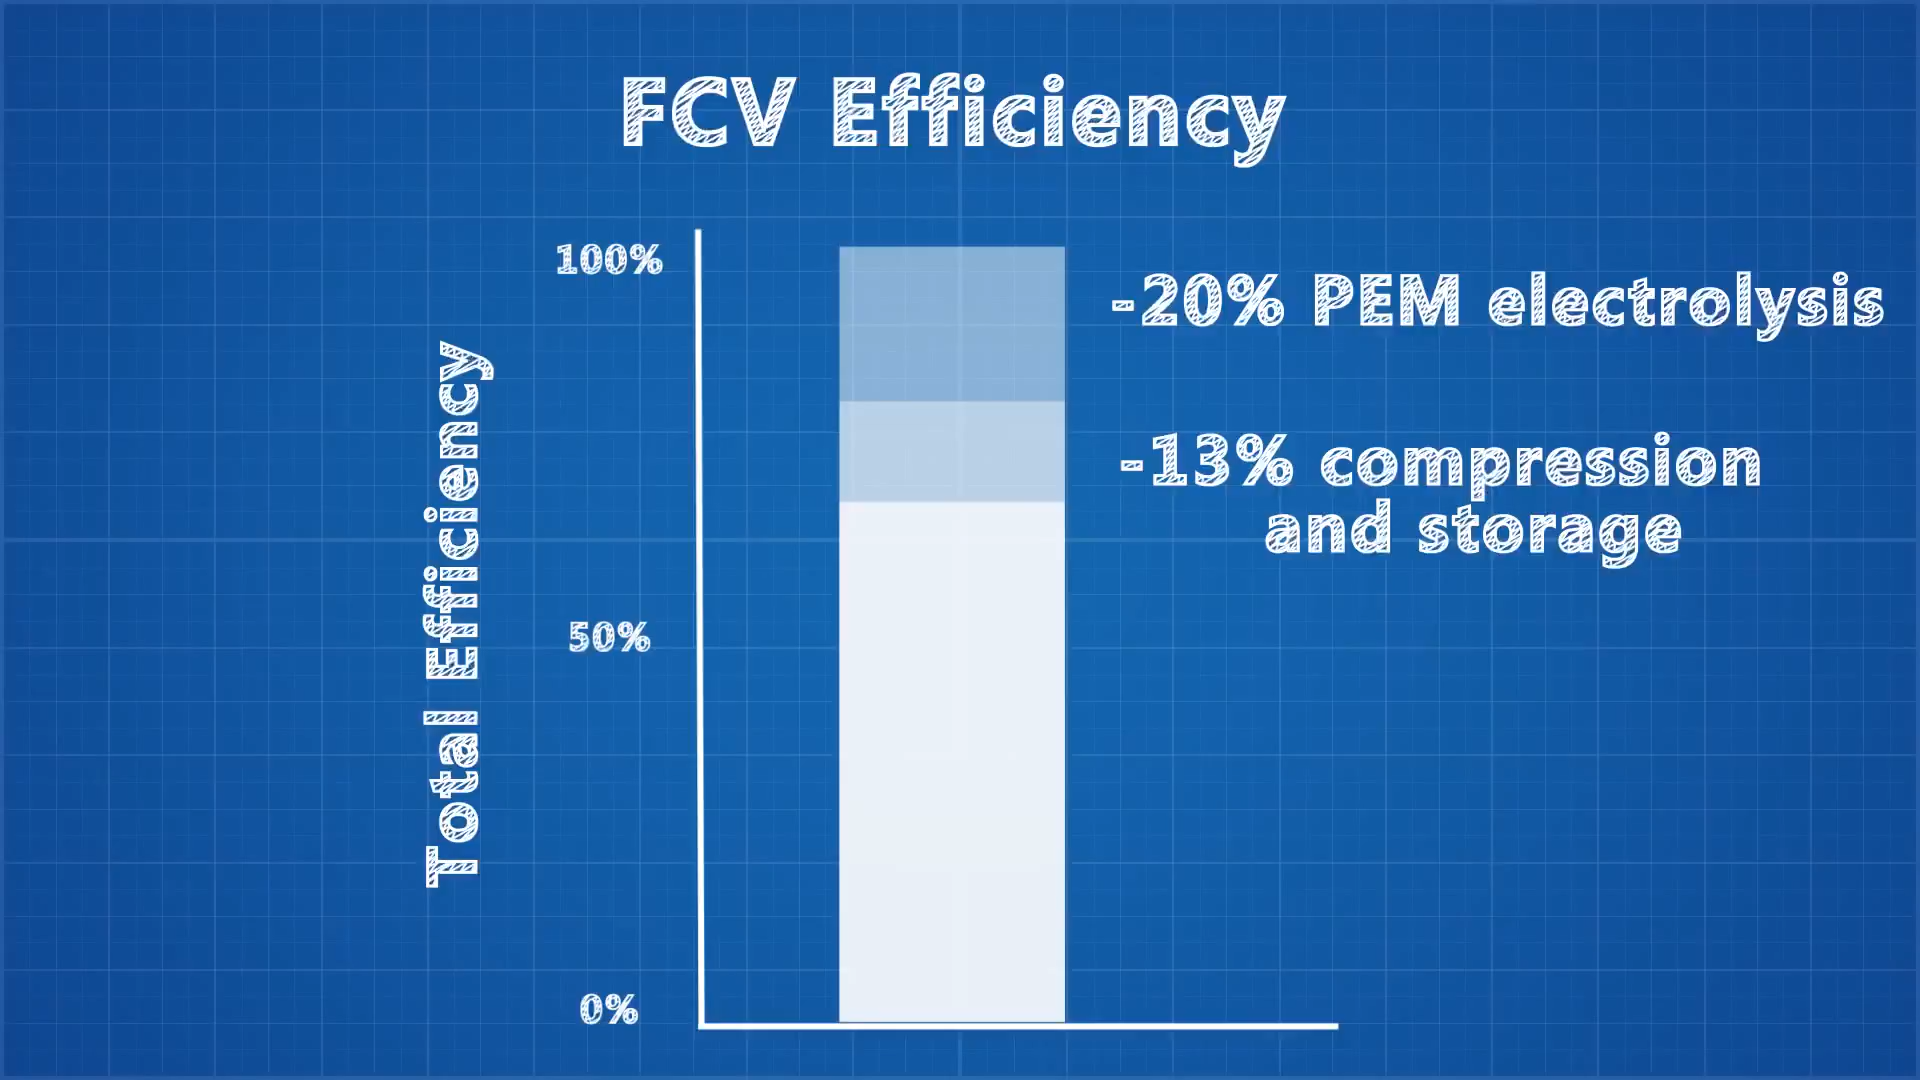 FCV Efficiency
100%
-20% PEM electrolysis
-13% compression
and storage
Total Efficiency
50%
0%